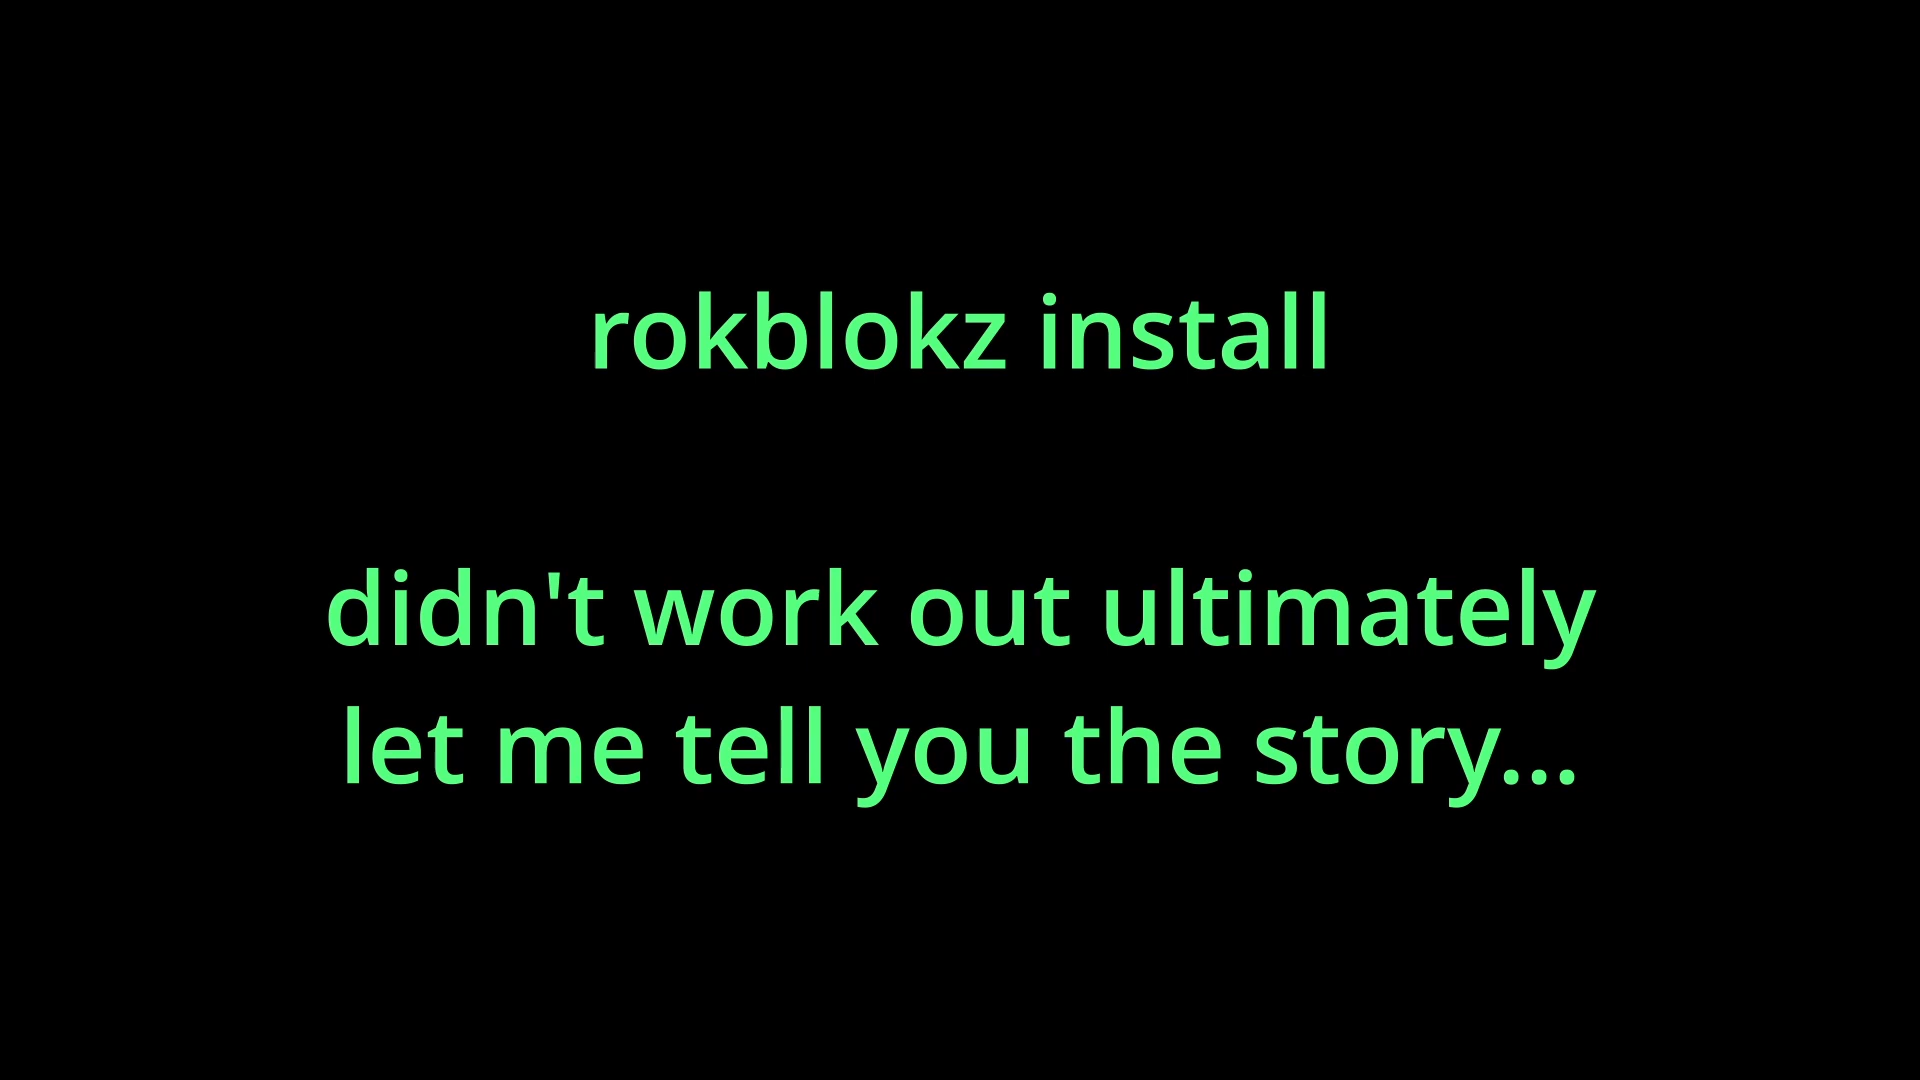 rokblokz install
didn't work out ultimately
let me tell you the story...